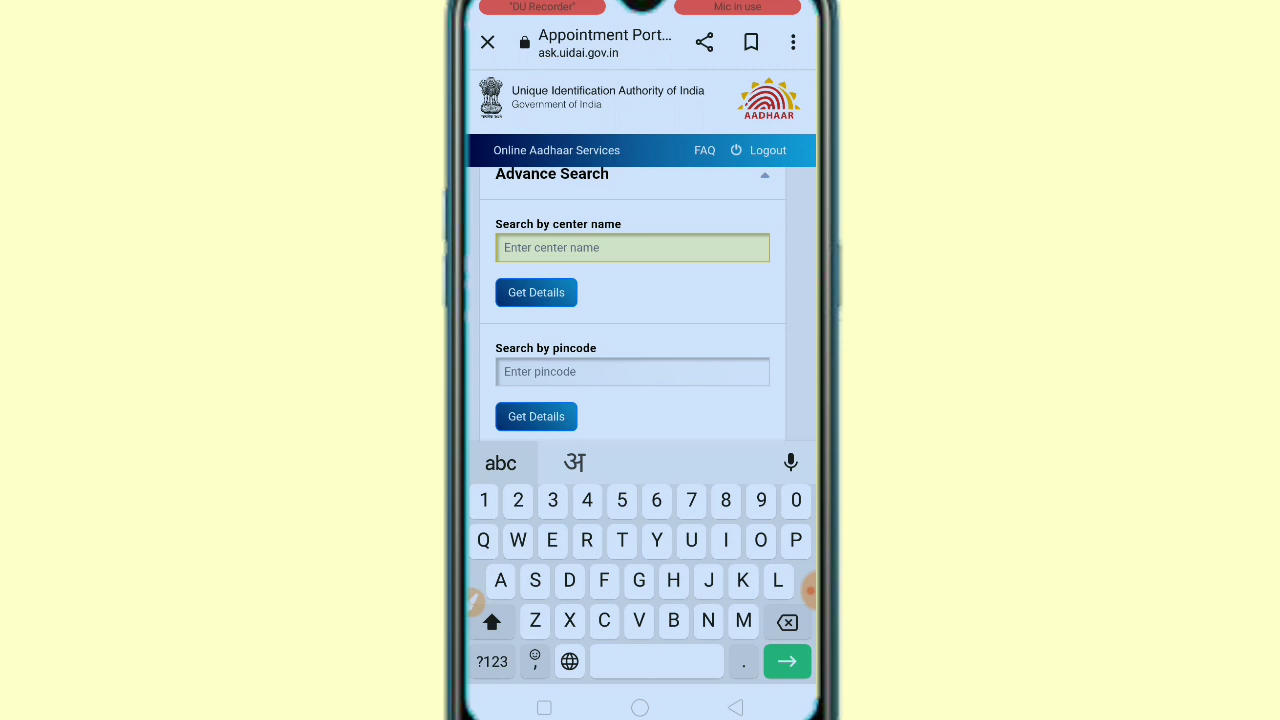 "DU Recorder" Mic in use
Appointment Port...
ask.uidai.gov.in
Unique Identification Authority of India
Government of India
AADHAAR
Online Aadhaar Services FAQ Logout
Advance Search
Search by center name
Enter center name
Get Details
Search by pincode
Enter pincode
Get Details
abc अ
1 2 3 4 5 6 7 8 9 0
Q W E R T Y U I O P
A S D F G H J K L
Z X C V B N M
?123 , .